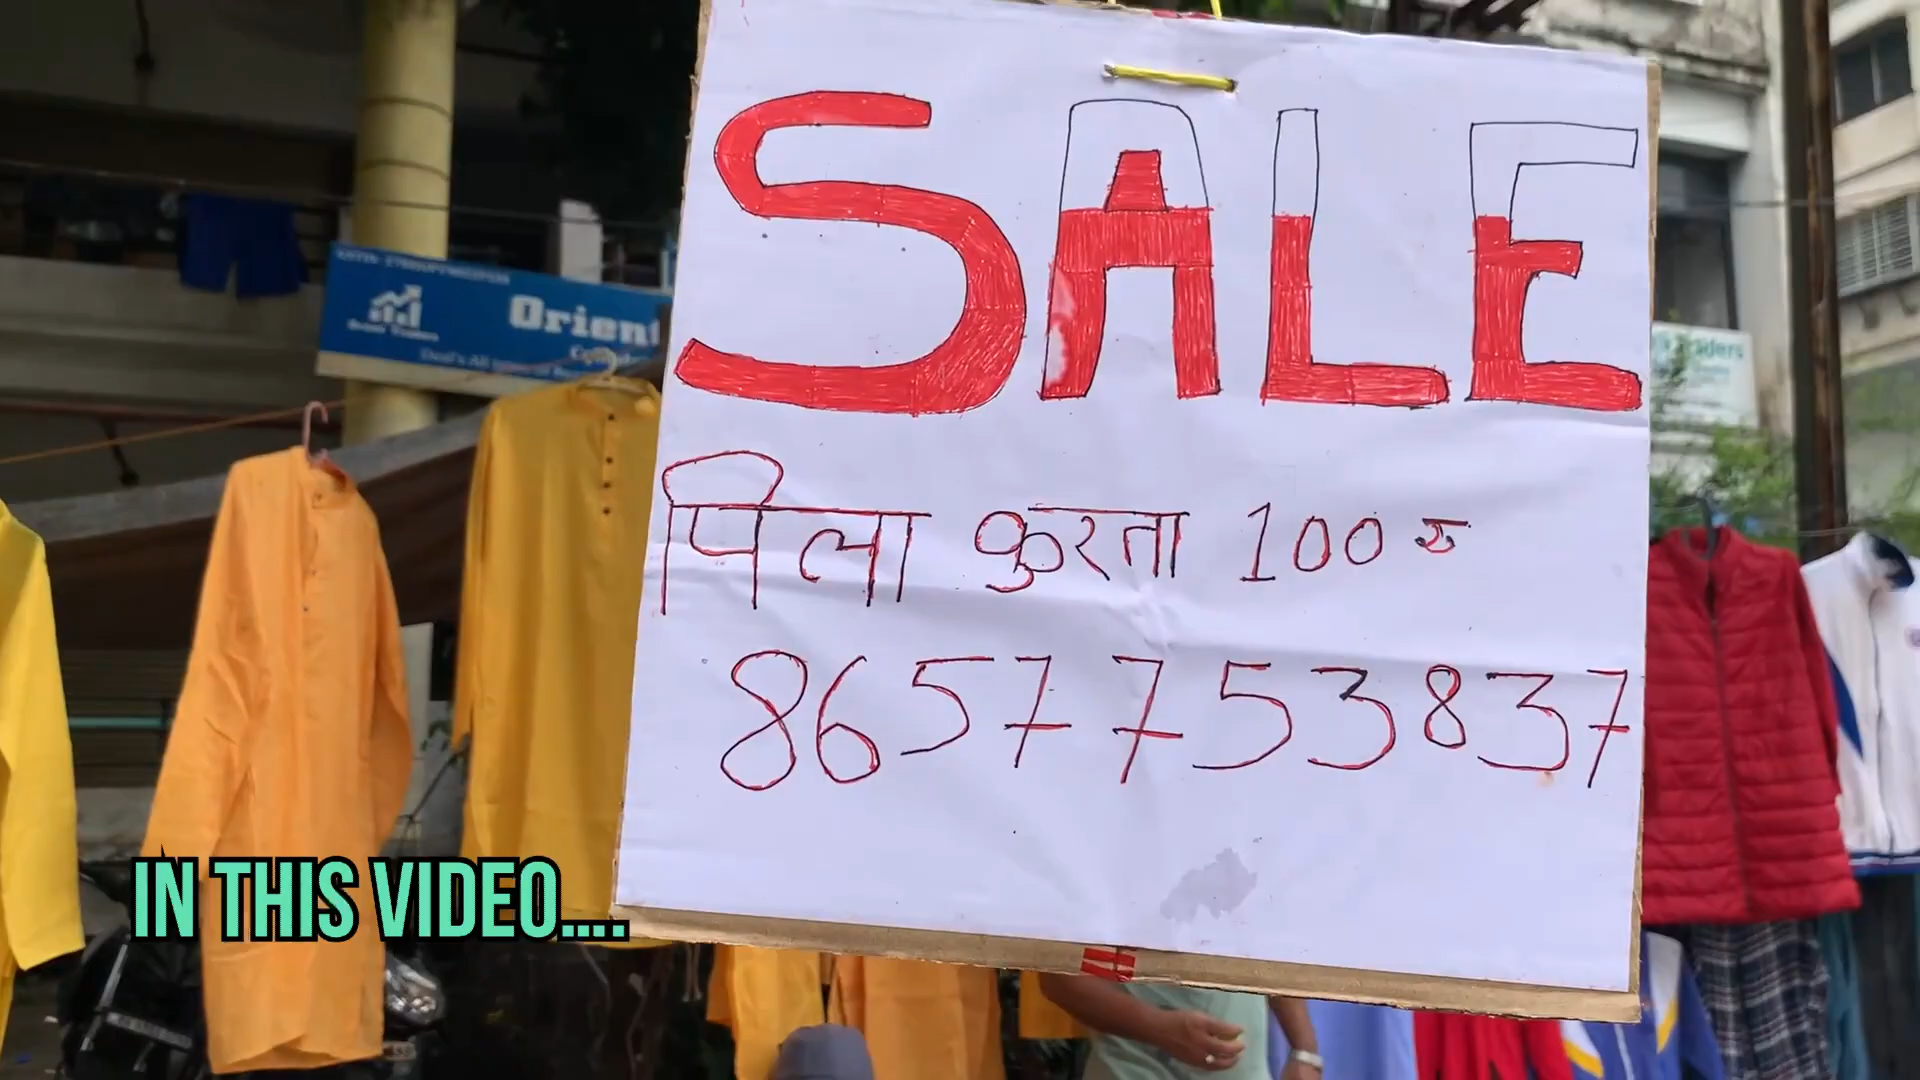 SALE
पिला कुरता 100 रु
8657753837
Orient
IN THIS VIDEO....